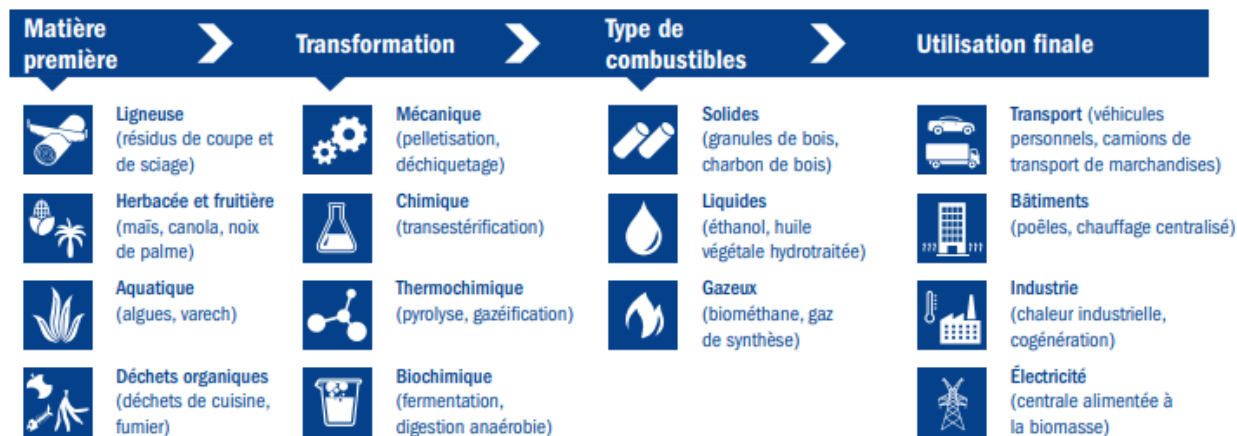 Matière
première
Transformation
Type de
combustibles
Utilisation finale
Ligneuse
(résidus de coupe et
de sciage)
Herbacée et fruitière
(maïs, canola, noix
de palme)
Aquatique
(algues, varech)
Déchets organiques
(déchets de cuisine,
fumier)
Mécanique
(pelletisation,
déchiquetage)
Chimique
(transestérification)
Thermochimique
(pyrolyse, gazéification)
Biochimique
(fermentation,
digestion anaérobie)
Solides
(granules de bois,
charbon de bois)
Liquides
(éthanol, huile
végétale hydrotraitée)
Gazeux
(biométhane, gaz
de synthèse)
Transport (véhicules
personnels, camions de
transport de marchandises)
Bâtiments
(poêles, chauffage centralisé)
Industrie
(chaleur industrielle,
cogénération)
Électricité
(centrale alimentée à
la biomasse)